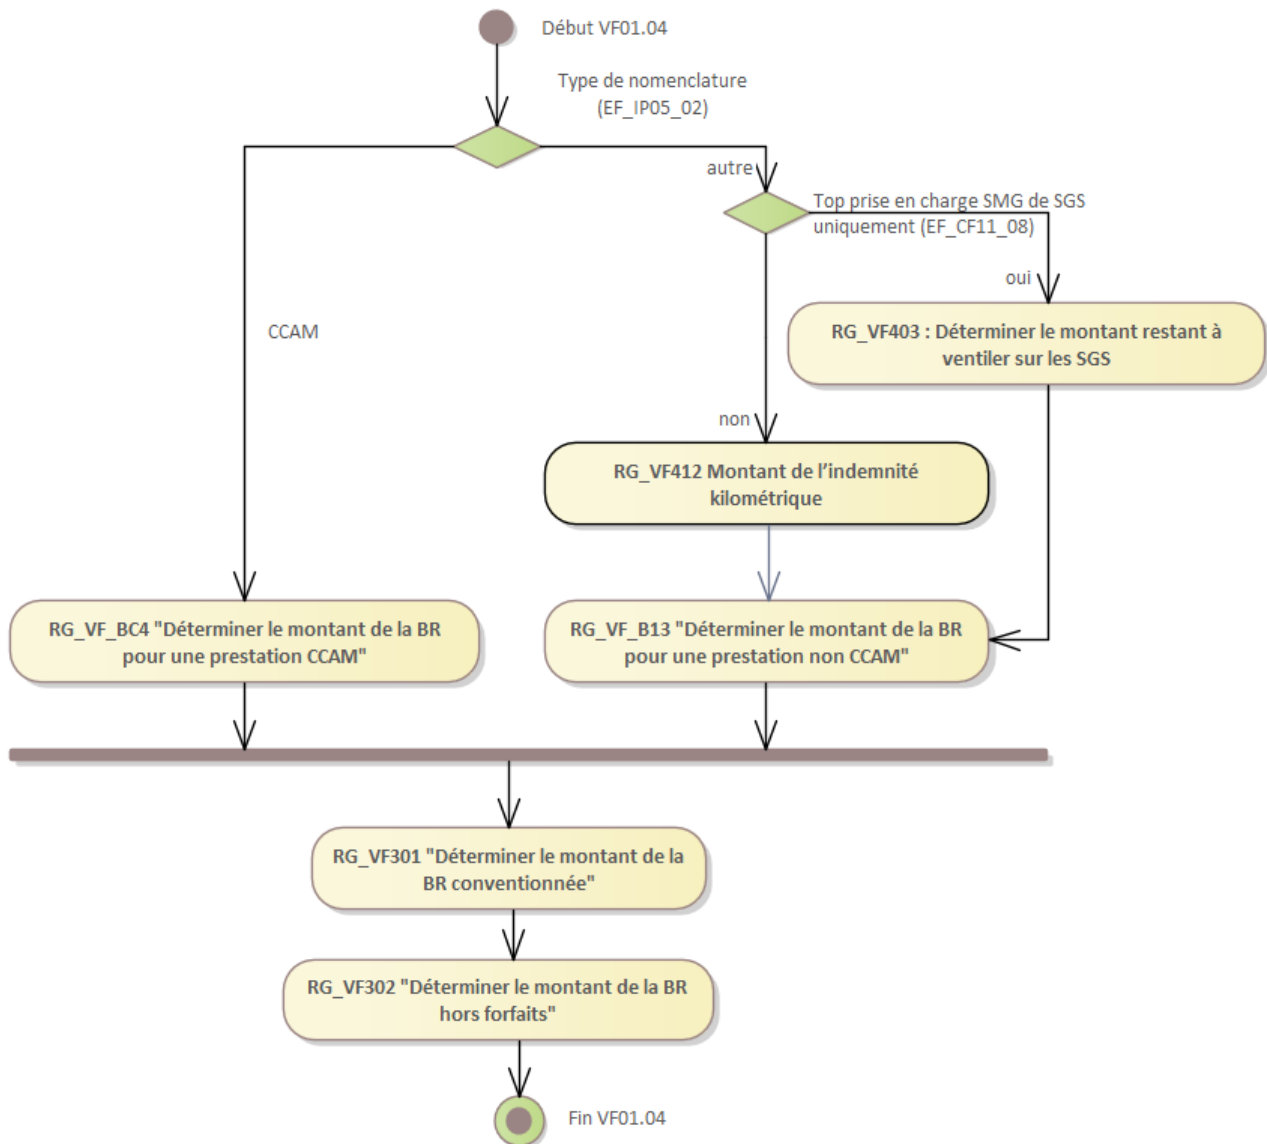 Début VF01.04
Type de nomenclature
(EF_IP05_02)
autre
Top prise en charge SMG de SGS
uniquement (EF_CF11_08)
oui
CCAM
RG_VF403 : Déterminer le montant restant à
ventiler sur les SGS
non
RG_VF412 Montant de l’indemnité
kilométrique
RG_VF_BC4 "Déterminer le montant de la BR
pour une prestation CCAM"
RG_VF_B13 "Déterminer le montant de la BR
pour une prestation non CCAM"
RG_VF301 "Déterminer le montant de la
BR conventionnée"
RG_VF302 "Déterminer le montant de la BR
hors forfaits"
Fin VF01.04